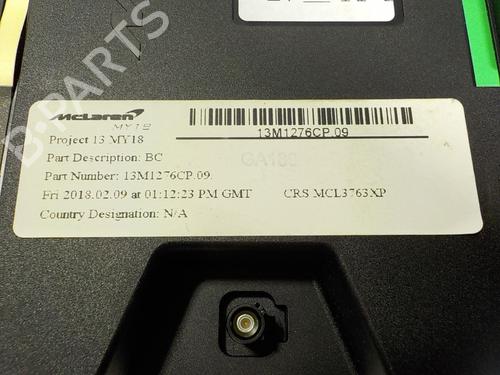 McLaren
MY18
13M1276CP.09
Project 13 MY18
Part Description: BC
Part Number: 13M1276CP.09.
Fri 2018.02.09 at 01:12:23 PM GMT CRS MCL3763XP
Country Designation: N/A
B-PARTS